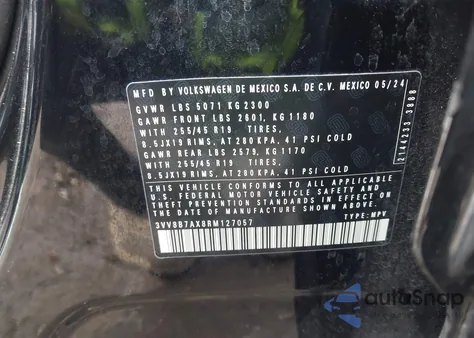 MFD BY VOLKSWAGEN DE MEXICO S.A. DE C.V. MEXICO 05/24
GVWR LBS 5071 KG 2300
GAWR FRONT LBS 2601, KG 1180
WITH 255/45 R19 TIRES,
8.5JX19 RIMS, AT 280 KPA, 41 PSI COLD
GAWR REAR LBS 2579, KG 1170
WITH 255/45 R19 TIRES,
8.5JX19 RIMS, AT 280 KPA, 41 PSI COLD
THIS VEHICLE CONFORMS TO ALL APPLICABLE
U.S. FEDERAL MOTOR VEHICLE SAFETY AND
THEFT PREVENTION STANDARDS IN EFFECT ON
THE DATE OF MANUFACTURE SHOWN ABOVE
3VV8B7AX8RM127057 TYPE: MPV
autoSnap